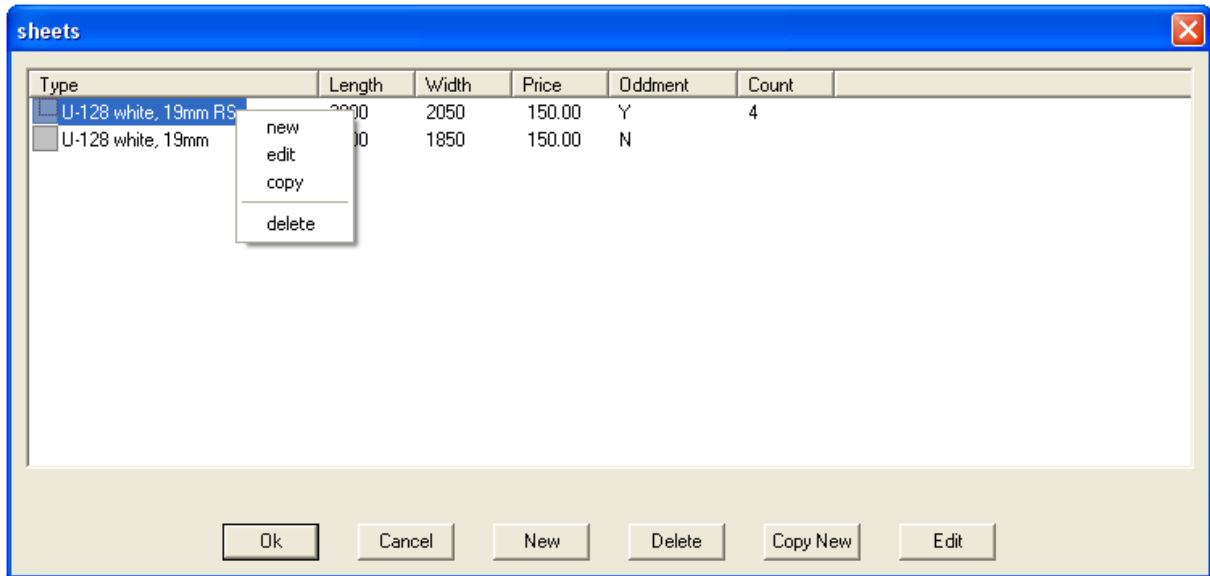 sheets
Type Length Width Price Oddment Count
U-128 white, 19mm RS 2050 150.00 Y 4
U-128 white, 19mm 1850 150.00 N
new
edit
copy
delete
Ok Cancel New Delete Copy New Edit